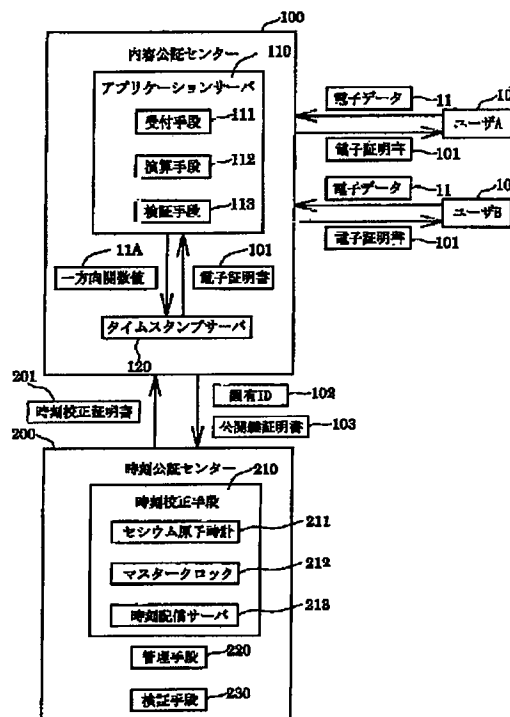 100
内容公証センター
110
アプリケーションサーバ
受付手段
111
演算手段
112
検証手段
113
電子データ
11
10
ユーザA
電子証明書
101
電子データ
11
10
ユーザB
電子証明書
101
11A
一方向関数値
101
電子証明書
タイムスタンプサーバ
120
201
時刻校正証明書
固有ID
102
公開鍵証明書
103
200
時刻公証センター
210
時刻校正手段
セシウム原子時計
211
マスタークロック
212
時刻配信サーバ
213
管理手段
220
検証手段
230